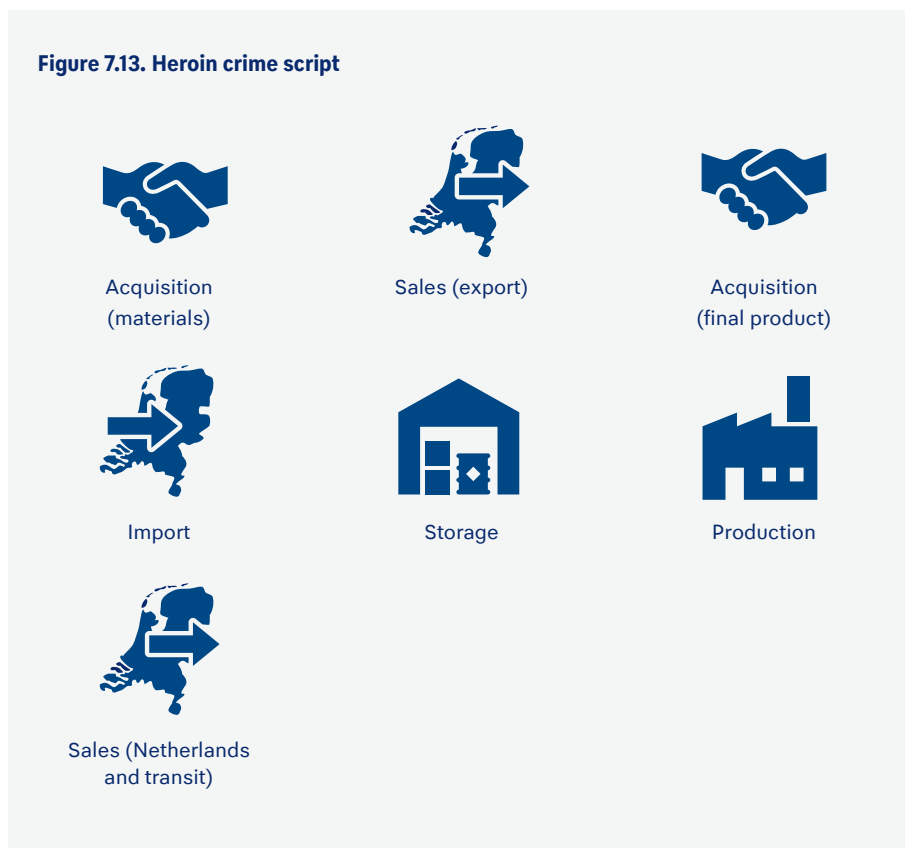 Figure 7.13. Heroin crime script
Acquisition
(materials)
Sales (export)
Acquisition
(final product)
Import
Storage
Production
Sales (Netherlands
and transit)